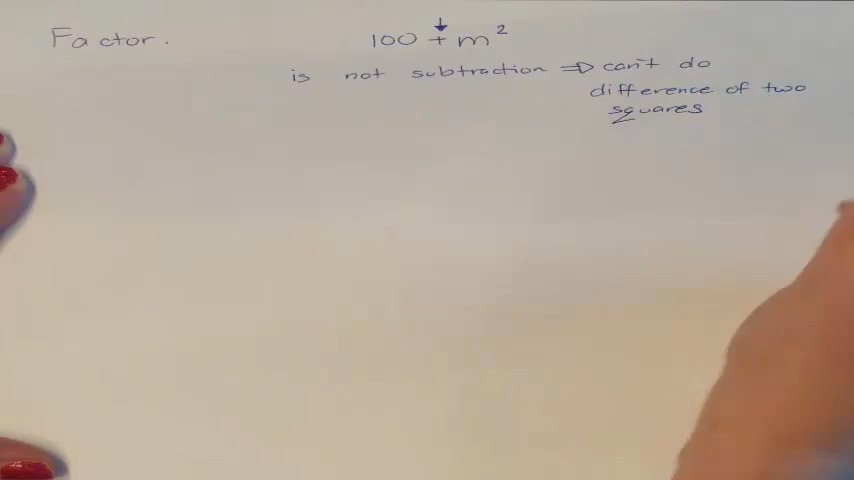 Factor. 100 + m²
is not subtraction ⇒ can't do
difference of two
squares